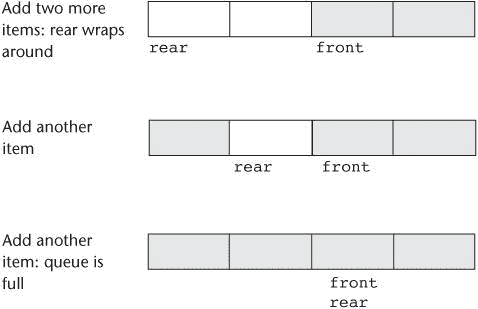 Add two more
items: rear wraps
around
rear front
Add another
item
rear front
Add another
item: queue is
full
front
rear